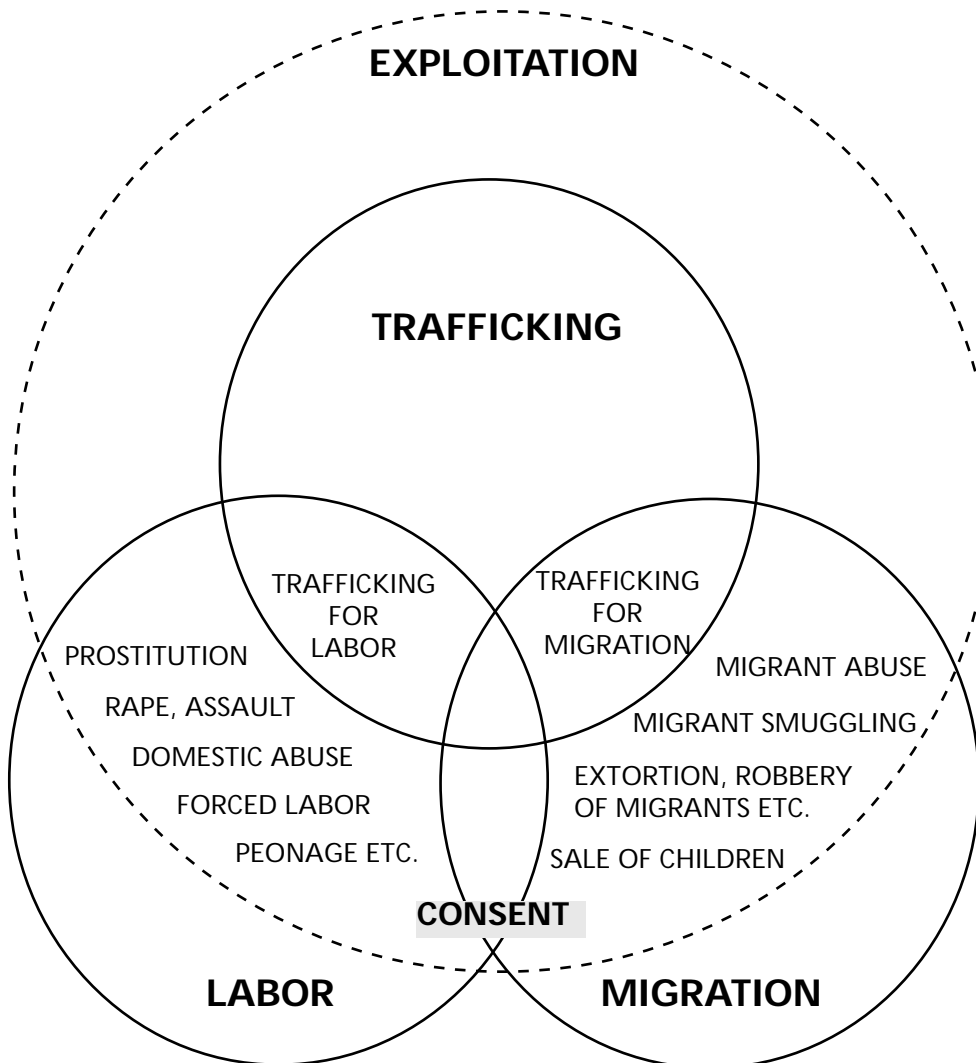 EXPLOITATION
TRAFFICKING
TRAFFICKING
FOR
LABOR
TRAFFICKING
FOR
MIGRATION
PROSTITUTION
RAPE, ASSAULT
DOMESTIC ABUSE
FORCED LABOR
PEONAGE ETC.
MIGRANT ABUSE
MIGRANT SMUGGLING
EXTORTION, ROBBERY
OF MIGRANTS ETC.
SALE OF CHILDREN
CONSENT
LABOR
MIGRATION